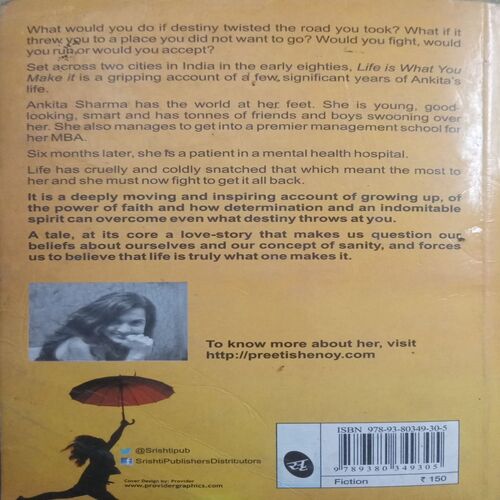 What would you do if destiny twisted the road you took? What if it
threw you to a place you did not want to go? Would you fight, would
you run or would you accept?
Set across two cities in India in the early eighties, Life is What You
Make it is a gripping account of a few, significant years of Ankita's
life.
Ankita Sharma has the world at her feet. She is young, good-
looking, smart and has tonnes of friends and boys swooning over
her. She also manages to get into a premier management school for
her MBA.
Six months later, she is a patient in a mental health hospital.
Life has cruelly and coldly snatched that which meant the most to
her and she must now fight to get it all back.
It is a deeply moving and inspiring account of growing up, of
the power of faith and how determination and an indomitable
spirit can overcome even what destiny throws at you.
A tale, at its core a love-story that makes us question our
beliefs about ourselves and our concept of sanity, and forces
us to believe that life is truly what one makes it.
To know more about her, visit
http://preetishenoy.com
@Srishtipub
SrishtiPublishersDistributors
Cover Design by: Provider
www.providergraphics.com
ISBN 978-93-80349-30-5
सृ
9 789380 349305
Fiction ₹ 150